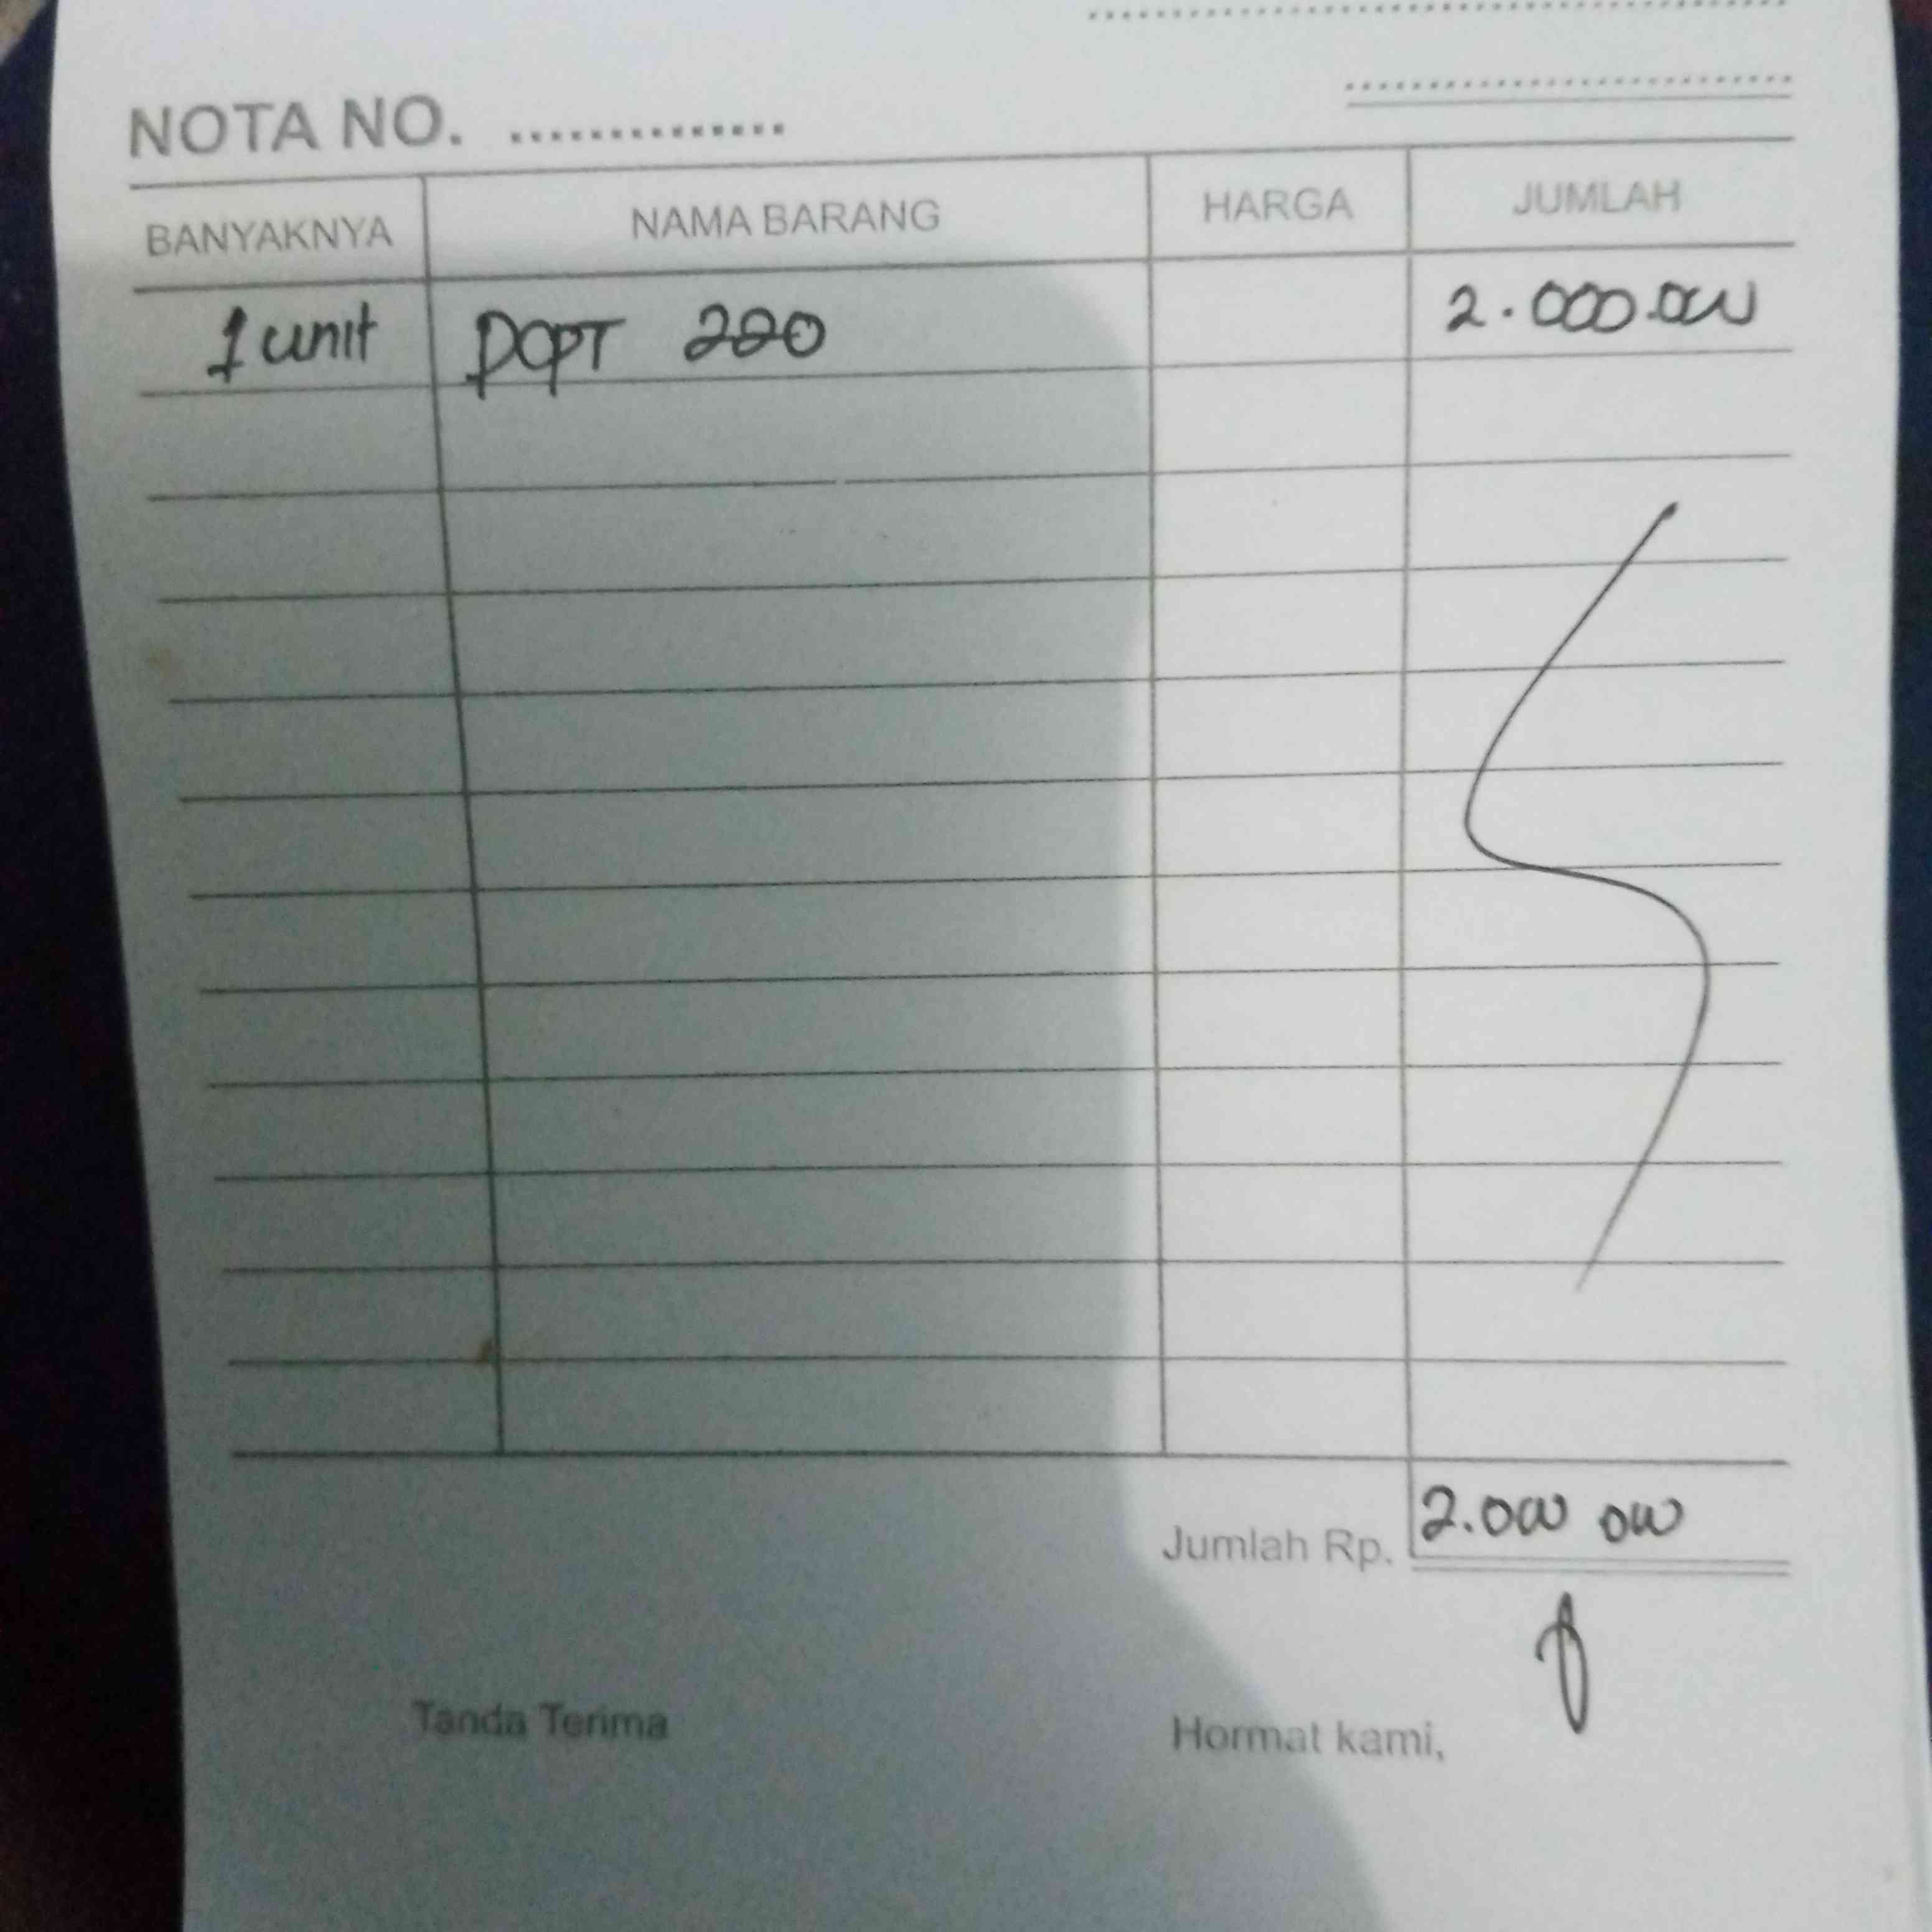 NOTA NO. ..............
BANYAKNYA NAMA BARANG HARGA JUMLAH
1 unit DCPT 220 2.000.000
Jumlah Rp. 2.000 000
Tanda Terima Hormat kami,